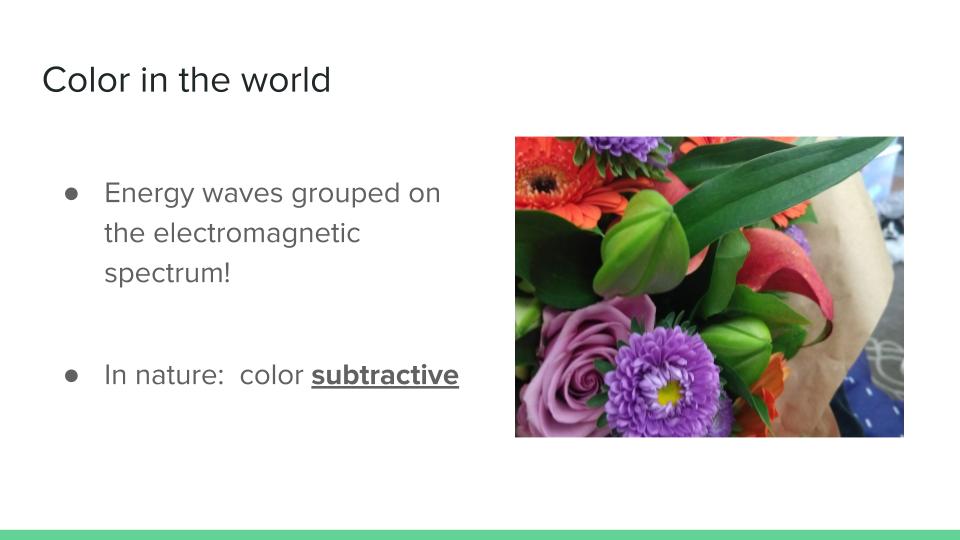 Color in the world
● Energy waves grouped on
the electromagnetic
spectrum!
● In nature:  color subtractive